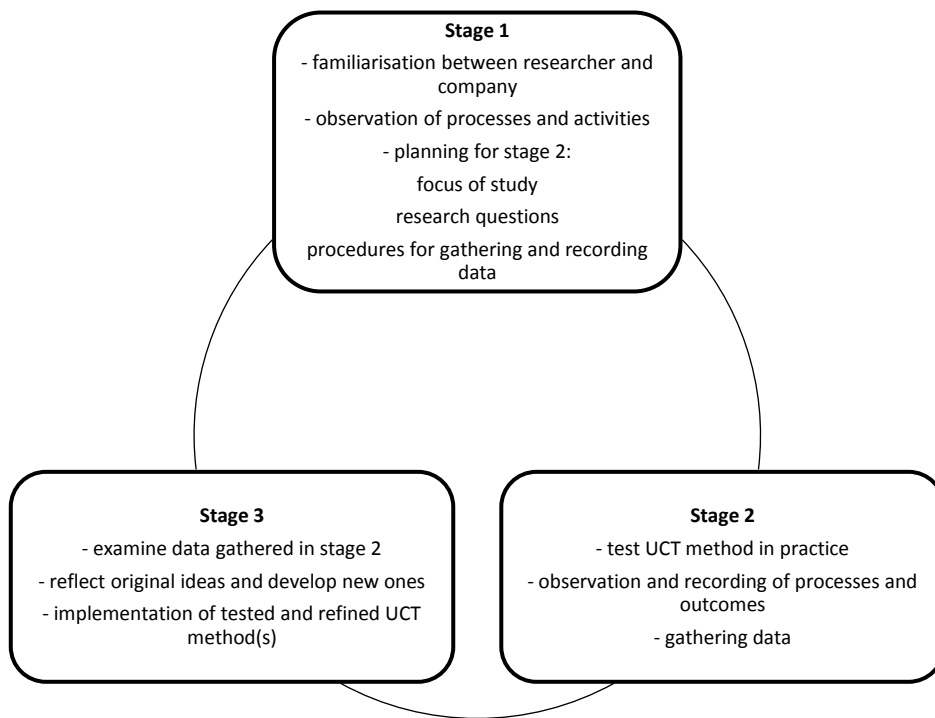 Stage 1
- familiarisation between researcher and
company
- observation of processes and activities
- planning for stage 2:
focus of study
research questions
procedures for gathering and recording
data
Stage 3
- examine data gathered in stage 2
- reflect original ideas and develop new ones
- implementation of tested and refined UCT
method(s)
Stage 2
- test UCT method in practice
- observation and recording of processes and
outcomes
- gathering data